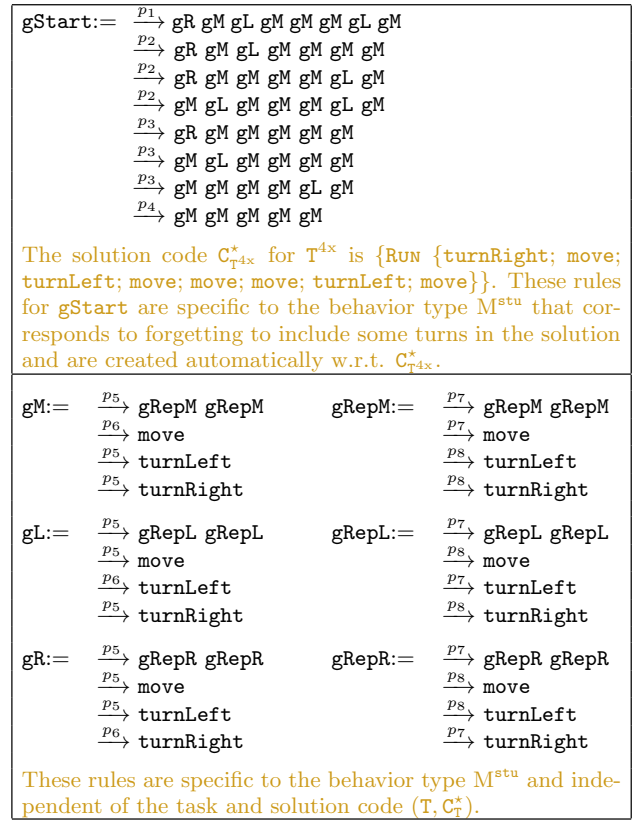 gStart:= p1→ gR gM gL gM gM gM gL gM
p2→ gR gM gL gM gM gM gM
p2→ gR gM gM gM gM gL gM
p2→ gM gL gM gM gM gL gM
p3→ gR gM gM gM gM gM
p3→ gM gL gM gM gM gM
p3→ gM gM gM gM gL gM
p4→ gM gM gM gM gM
The solution code C⋆T4x for T4x is {RUN {turnRight; move;
turnLeft; move; move; move; turnLeft; move}}. These rules
for gStart are specific to the behavior type Mstu that cor-
responds to forgetting to include some turns in the solution
and are created automatically w.r.t. C⋆T4x.
gM:= p5→ gRepM gRepM gRepM:= p7→ gRepM gRepM
p6→ move p7→ move
p5→ turnLeft p8→ turnLeft
p5→ turnRight p8→ turnRight
gL:= p5→ gRepL gRepL gRepL:= p7→ gRepL gRepL
p5→ move p8→ move
p6→ turnLeft p7→ turnLeft
p5→ turnRight p8→ turnRight
gR:= p5→ gRepR gRepR gRepR:= p7→ gRepR gRepR
p5→ move p8→ move
p5→ turnLeft p8→ turnLeft
p6→ turnRight p7→ turnRight
These rules are specific to the behavior type Mstu and inde-
pendent of the task and solution code (T, C⋆T).